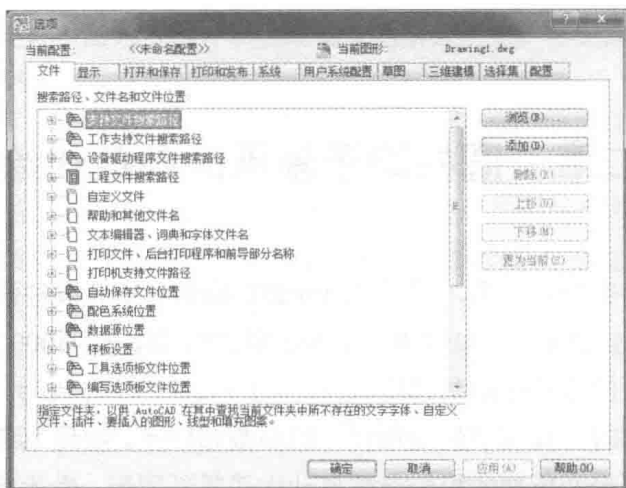 选项
当前配置: <<未命名配置>> 当前图形: Drawing1.dwg
文件 显示 打开和保存 打印和发布 系统 用户系统配置 草图 三维建模 选择集 配置
搜索路径、文件名和文件位置
支持文件搜索路径
工作支持文件搜索路径
设备驱动程序文件搜索路径
工程文件搜索路径
自定义文件
帮助和其他文件名
文本编辑器、词典和字体文件名
打印文件、后台打印程序和前导部分名称
打印机支持文件路径
自动保存文件位置
配色系统位置
数据源位置
样板设置
工具选项板文件位置
编写选项板文件位置
浏览(B)...
添加(D)...
删除(R)
上移(U)
下移(N)
置为当前(C)
指定文件夹,以供 AutoCAD 在其中查找当前文件夹中所不存在的文字字体、自定义
文件、插件、要插入的图形、线型和填充图案。
确定 取消 应用(A) 帮助(H)